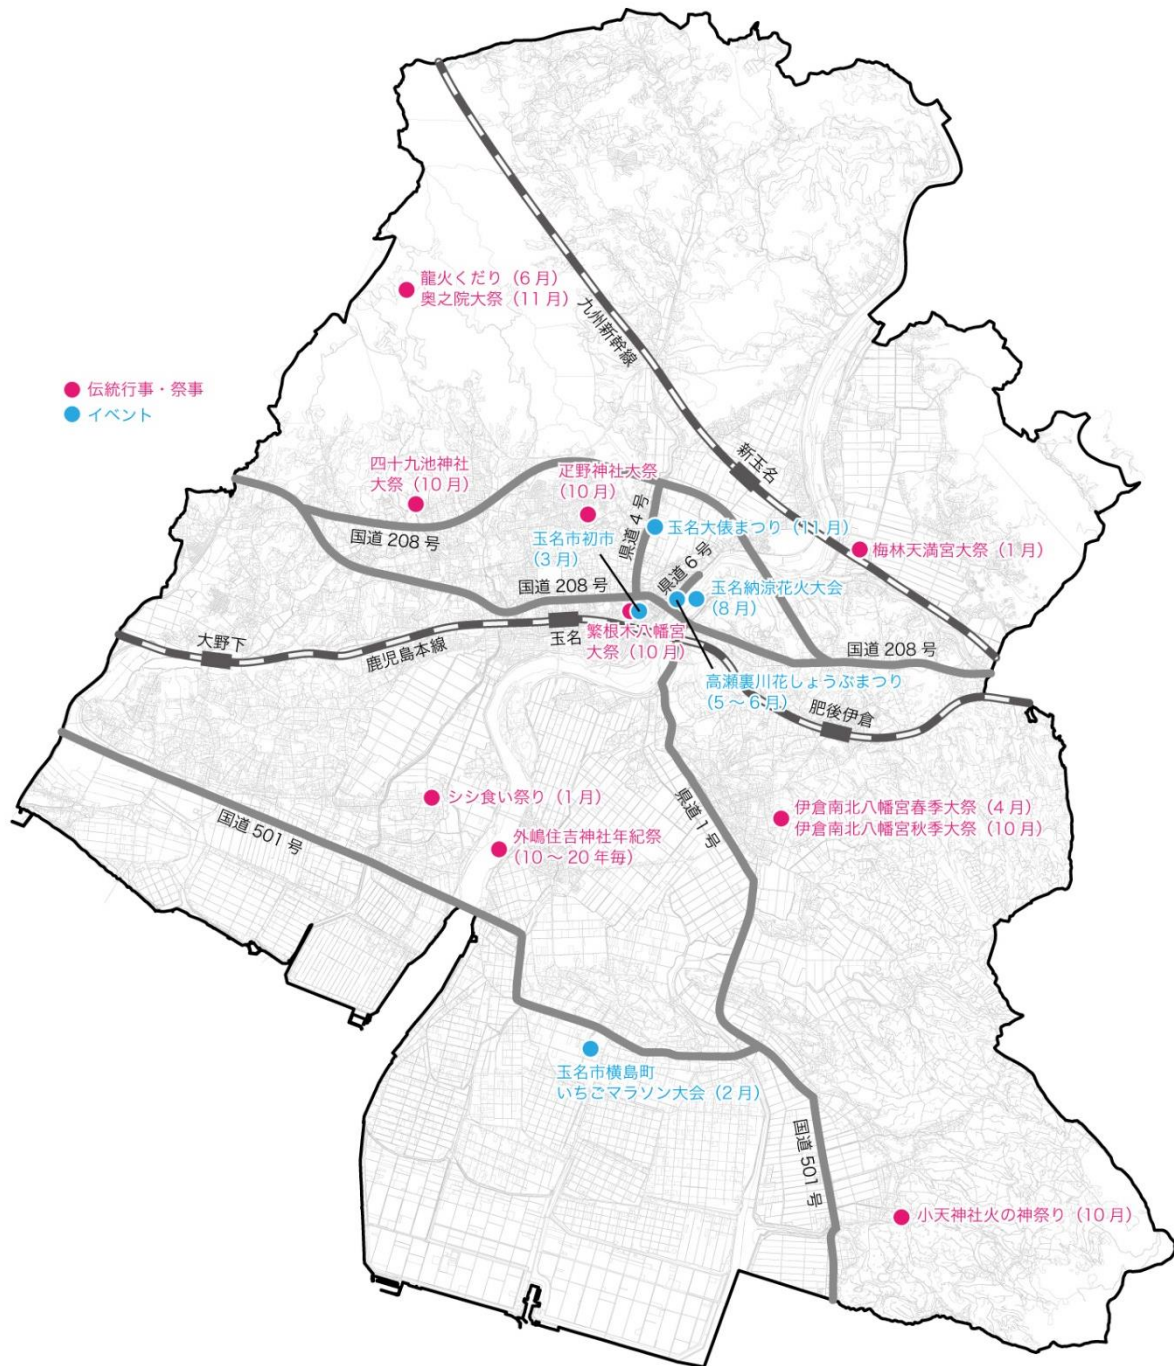 龍火くだり（6月）
奥之院大祭（11月）
九州新幹線
伝統行事・祭事
イベント
四十九池神社
大祭（10月）
疋野神社大祭
（10月）
新玉名
県道4号
玉名大俵まつり（11月）
国道208号
玉名市初市
（3月）
梅林天満宮大祭（1月）
県道6号
国道208号
玉名納涼花火大会
（8月）
大野下
鹿児島本線
玉名
繁根木八幡宮
大祭（10月）
国道208号
高瀬裏川花しょうぶまつり
（5～6月）
肥後伊倉
国道501号
シシ食い祭り（1月）
県道1号
伊倉南北八幡宮春季大祭（4月）
伊倉南北八幡宮秋季大祭（10月）
外嶋住吉神社年紀祭
（10～20年毎）
玉名市横島町
いちごマラソン大会（2月）
国道501号
小天神社火の神祭り（10月）